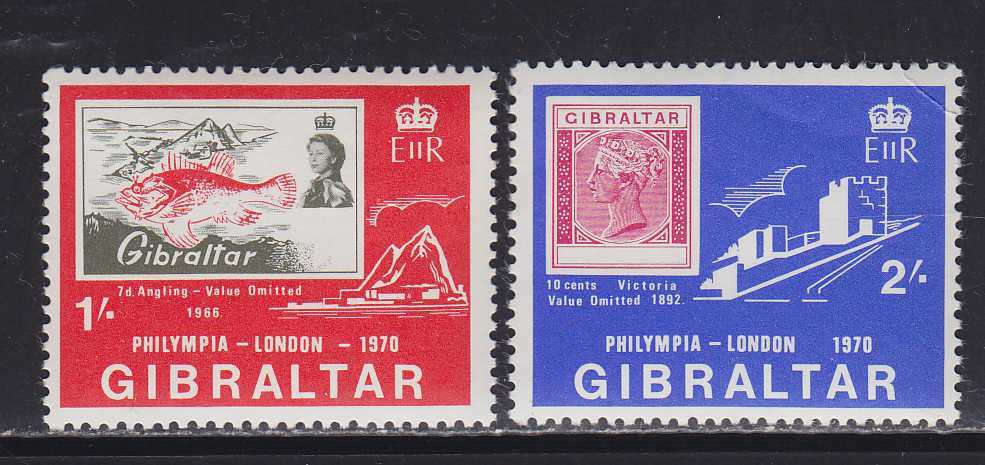 EIIR
Gibraltar
7d. Angling - Value Omitted
1966
1/-
PHILYMPIA - LONDON - 1970
GIBRALTAR
GIBRALTAR
EIIR
10 cents Victoria
Value Omitted 1892.
2/-
PHILYMPIA - LONDON 1970
GIBRALTAR